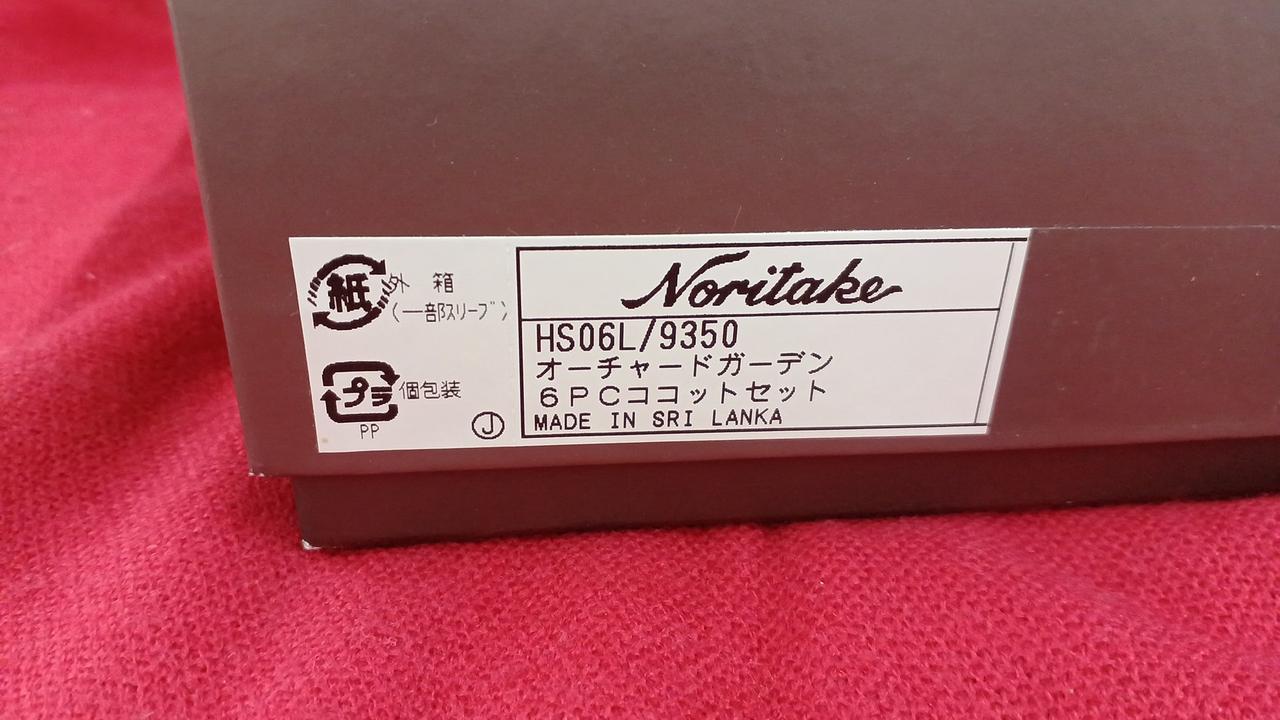 紙 外 箱
(一部ｽﾘｰﾌﾞ)
プラ 個包装
PP
J
Noritake
HS06L/9350
オーチャードガーデン
６ＰＣココットセット
MADE IN SRI LANKA